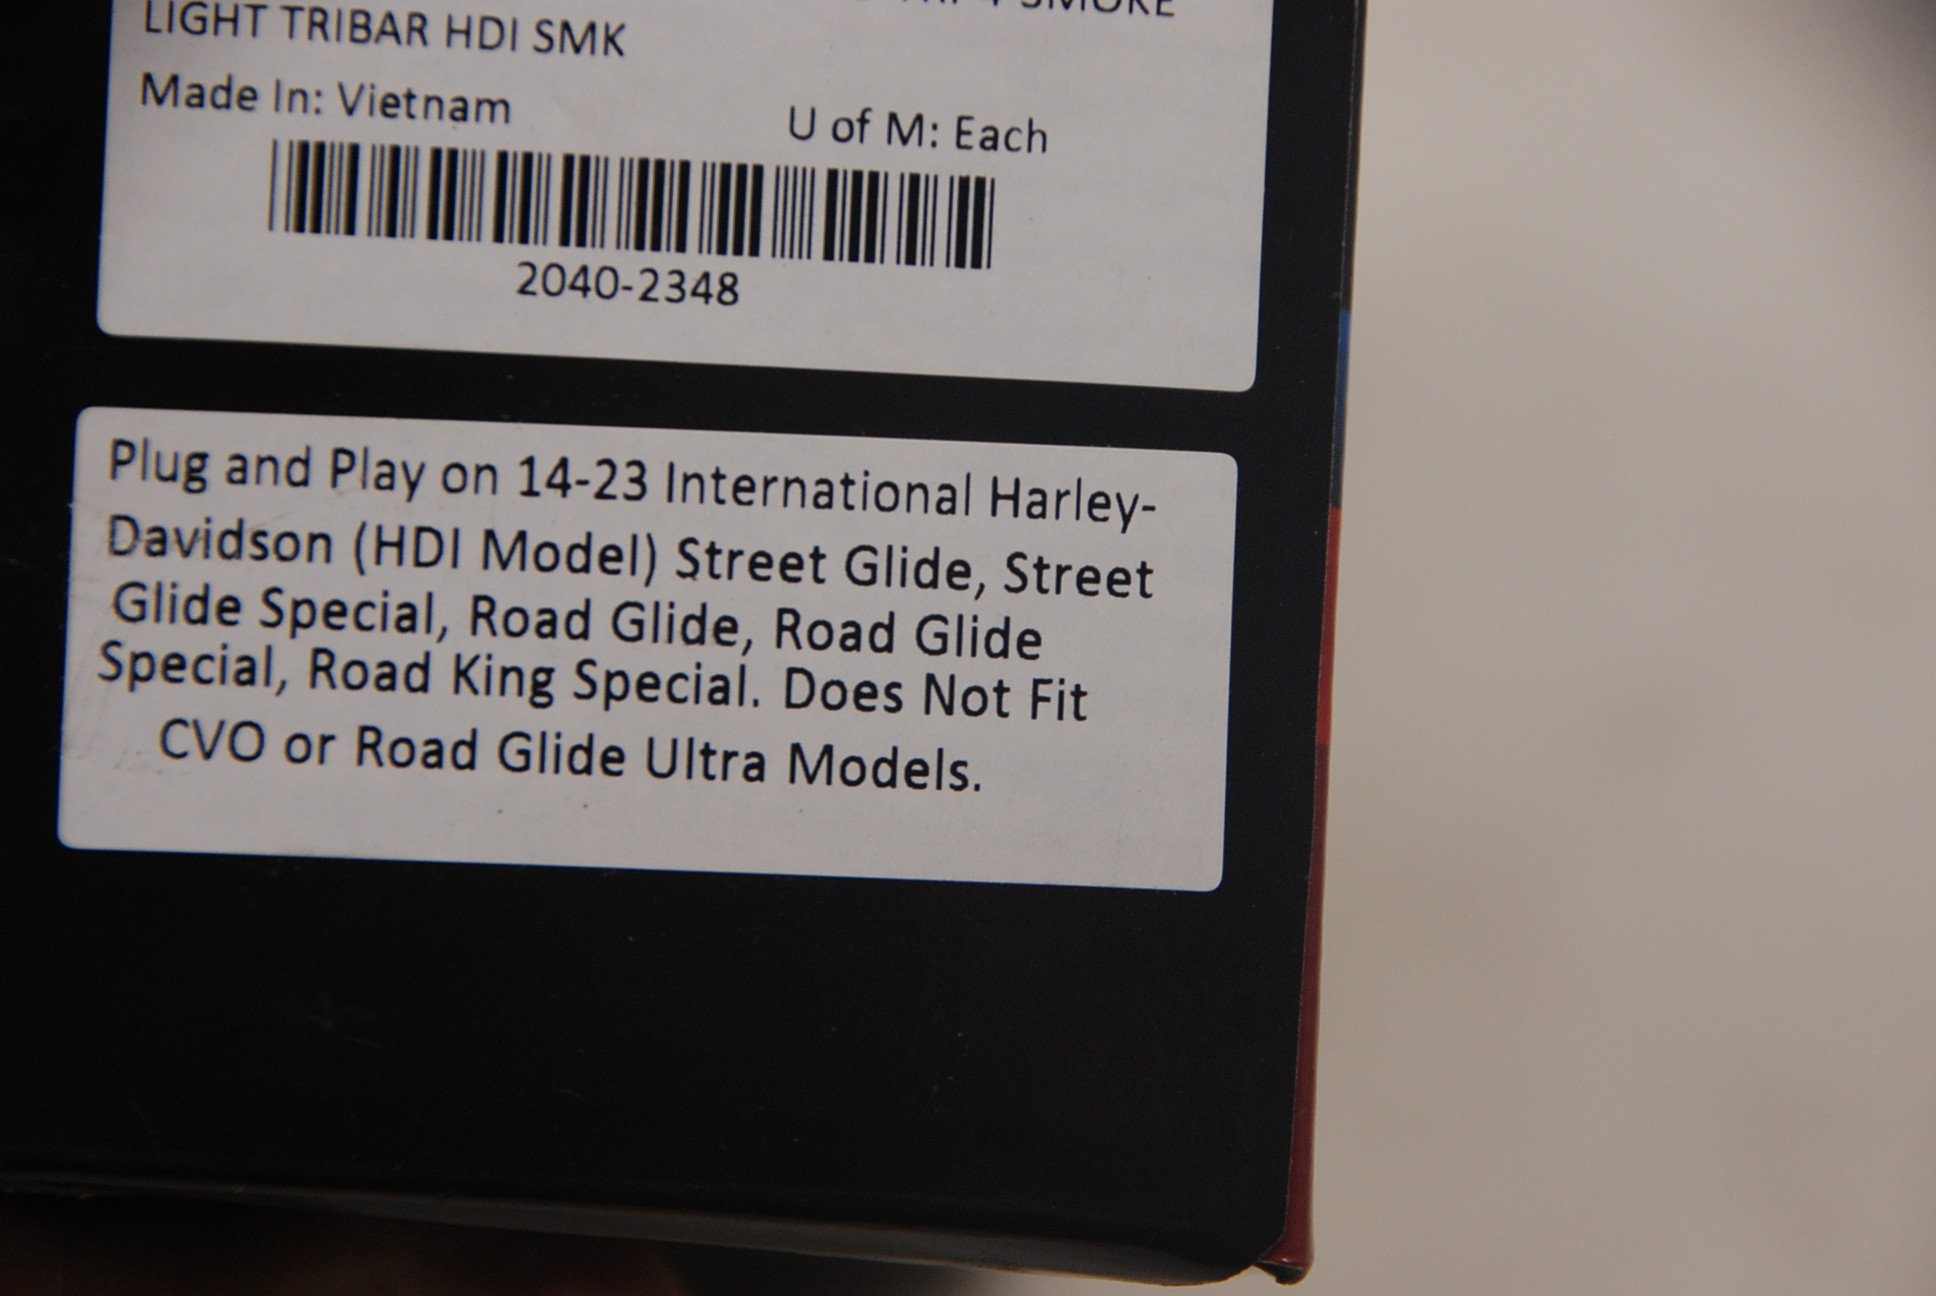 SMOKE
LIGHT TRIBAR HDI SMK
Made In: Vietnam
U of M: Each
2040-2348
Plug and Play on 14-23 International Harley-
Davidson (HDI Model) Street Glide, Street
Glide Special, Road Glide, Road Glide
Special, Road King Special. Does Not Fit
CVO or Road Glide Ultra Models.